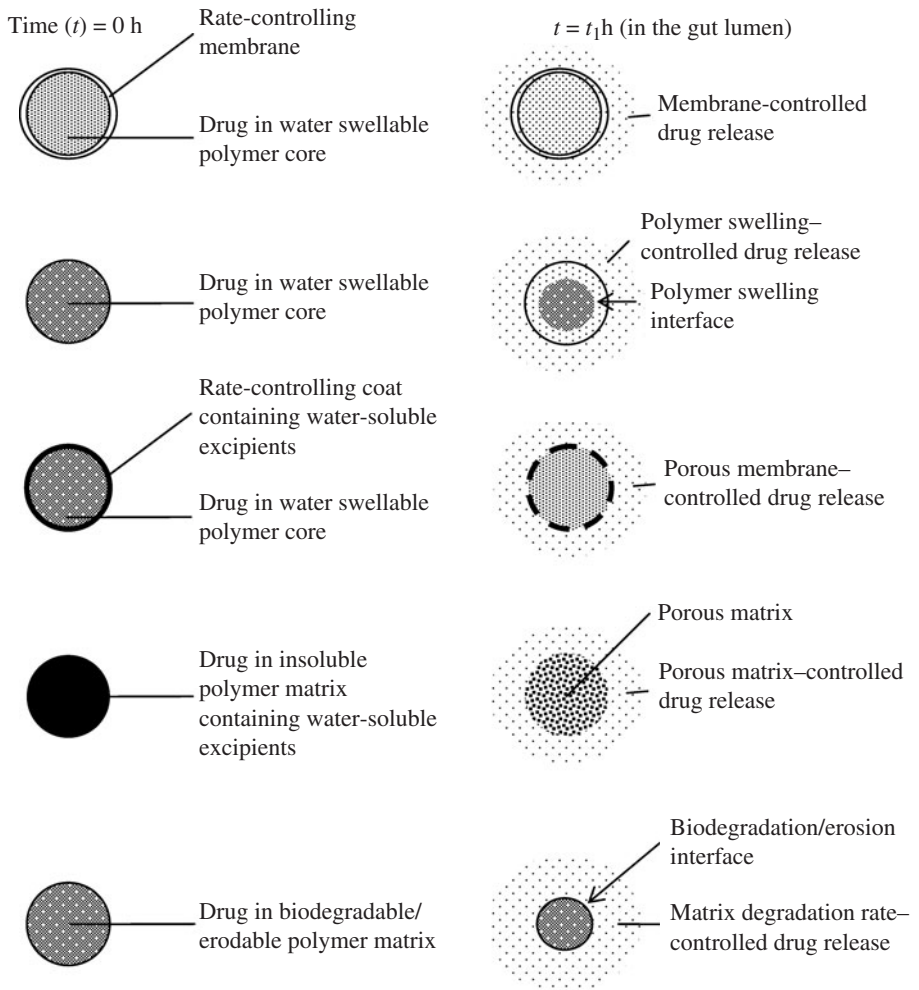 Time (t) = 0 h
t = t₁h (in the gut lumen)
Rate-controlling
membrane
Drug in water swellable
polymer core
Membrane-controlled
drug release
Drug in water swellable
polymer core
Polymer swelling–
controlled drug release
Polymer swelling
interface
Rate-controlling coat
containing water-soluble
excipients
Drug in water swellable
polymer core
Porous membrane–
controlled drug release
Drug in insoluble
polymer matrix
containing water-soluble
excipients
Porous matrix
Porous matrix–controlled
drug release
Drug in biodegradable/
erodable polymer matrix
Biodegradation/erosion
interface
Matrix degradation rate–
controlled drug release